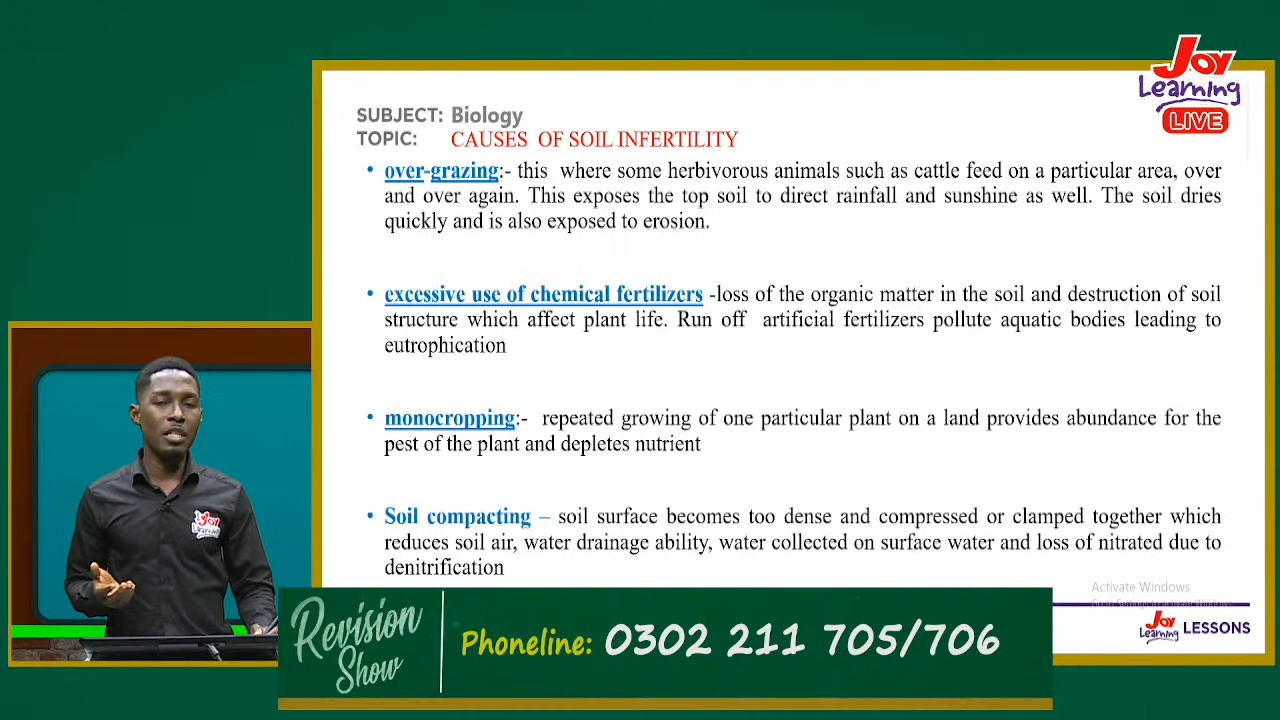 Joy
Learning
LIVE
SUBJECT: Biology
TOPIC: CAUSES OF SOIL INFERTILITY
• over-grazing:- this where some herbivorous animals such as cattle feed on a particular area, over
and over again. This exposes the top soil to direct rainfall and sunshine as well. The soil dries
quickly and is also exposed to erosion.
• excessive use of chemical fertilizers -loss of the organic matter in the soil and destruction of soil
structure which affect plant life. Run off artificial fertilizers pollute aquatic bodies leading to
eutrophication
• monocropping:- repeated growing of one particular plant on a land provides abundance for the
pest of the plant and depletes nutrient
• Soil compacting – soil surface becomes too dense and compressed or clamped together which
reduces soil air, water drainage ability, water collected on surface water and loss of nitrated due to
denitrification
Activate Windows
Joy
Learning LESSONS
Joy
Learning
Revision
Show
Phoneline: 0302 211 705/706